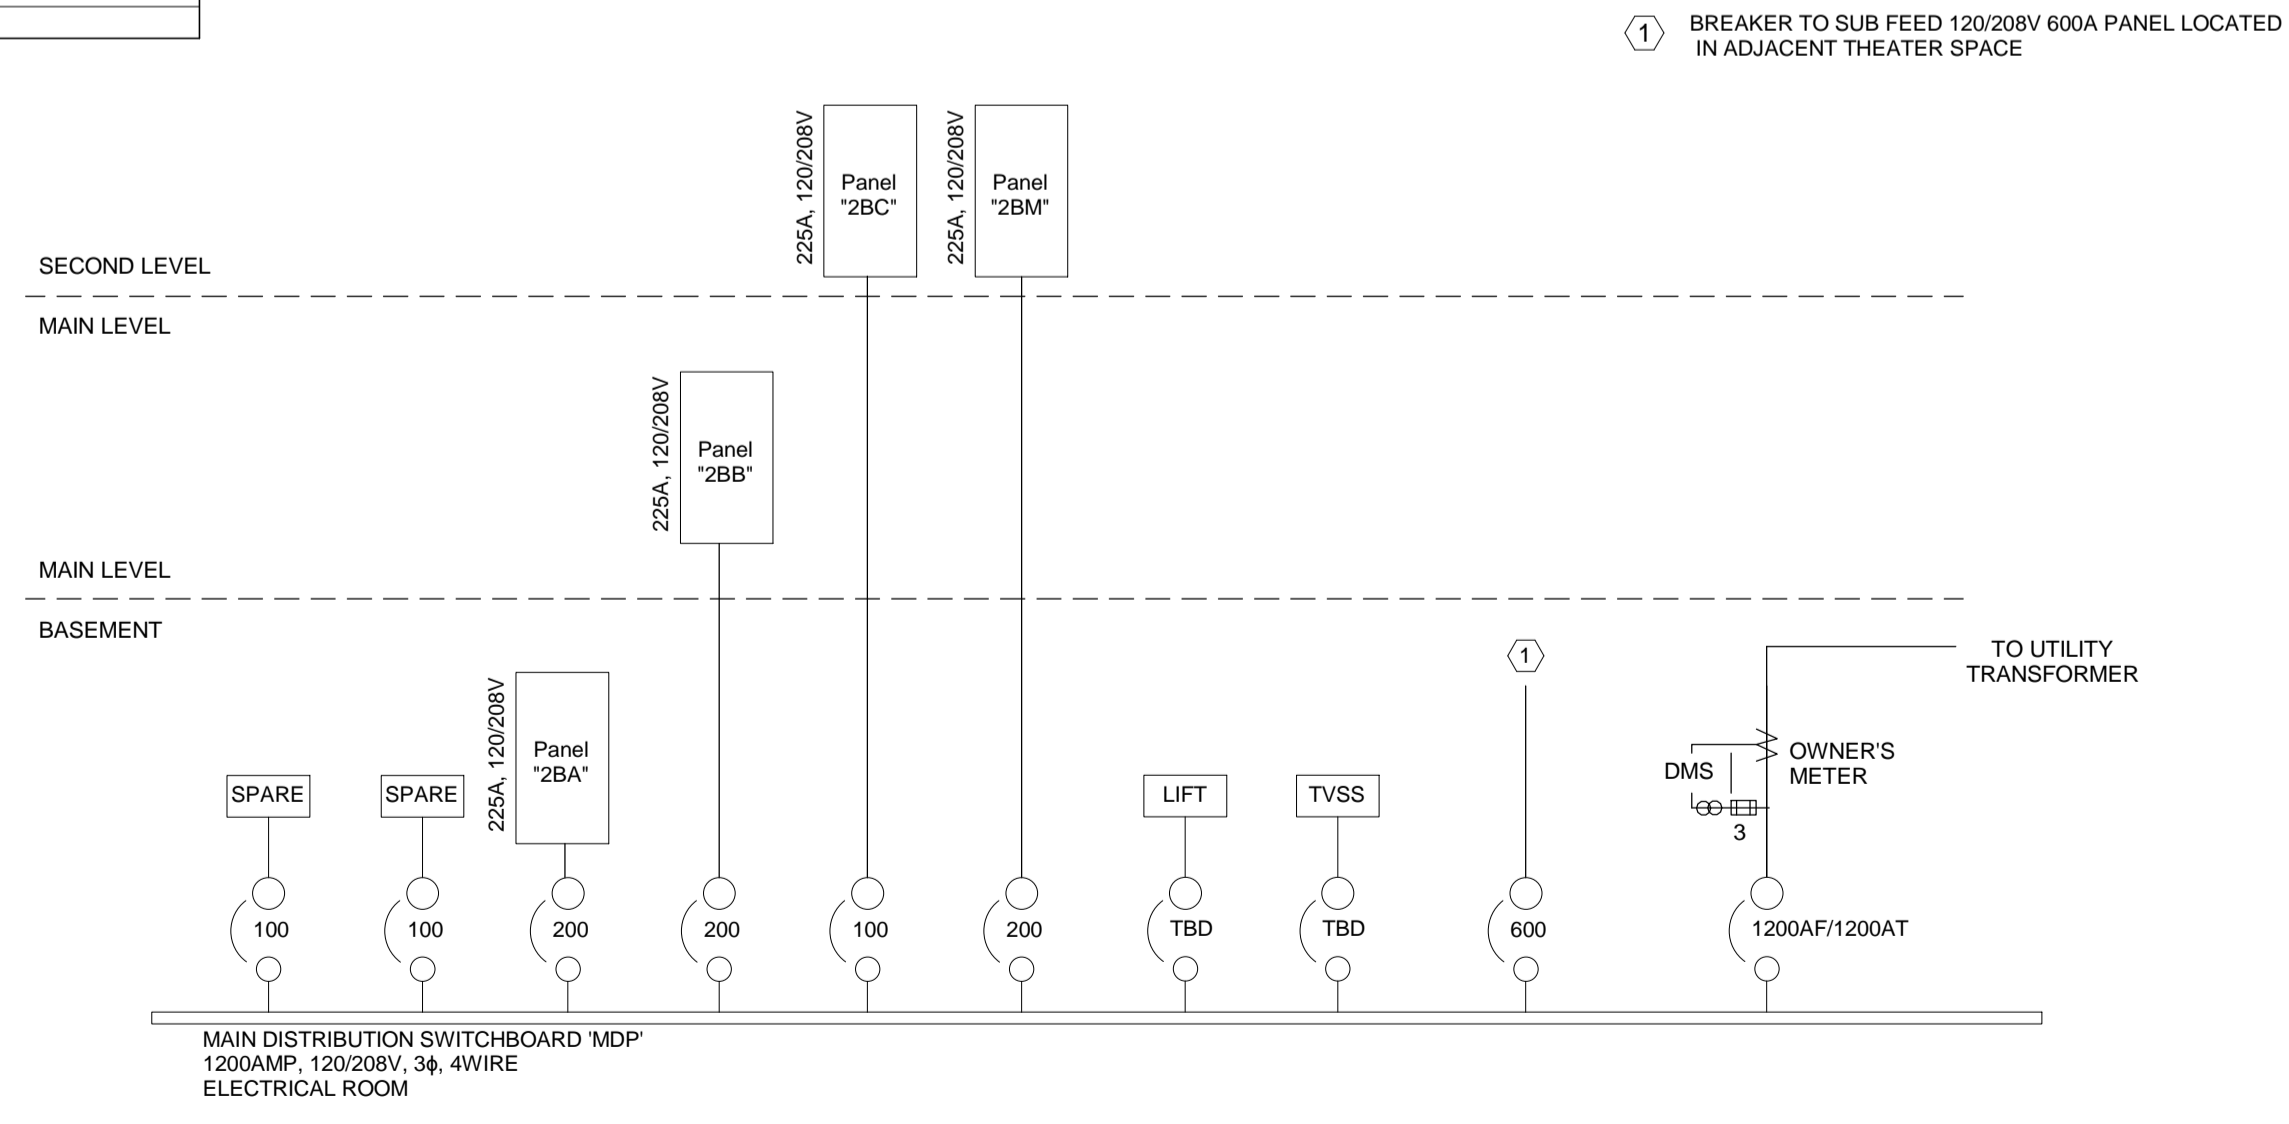 1
BREAKER TO SUB FEED 120/208V 600A PANEL LOCATED
IN ADJACENT THEATER SPACE
225A, 120/208V
Panel
"2BC"
225A, 120/208V
Panel
"2BM"
SECOND LEVEL
MAIN LEVEL
225A, 120/208V
Panel
"2BB"
MAIN LEVEL
BASEMENT
1
TO UTILITY
TRANSFORMER
225A, 120/208V
Panel
"2BA"
SPARE
SPARE
LIFT
TVSS
DMS
OWNER'S
METER
3
100
100
200
200
100
200
TBD
TBD
600
1200AF/1200AT
MAIN DISTRIBUTION SWITCHBOARD 'MDP'
1200AMP, 120/208V, 3ϕ, 4WIRE
ELECTRICAL ROOM